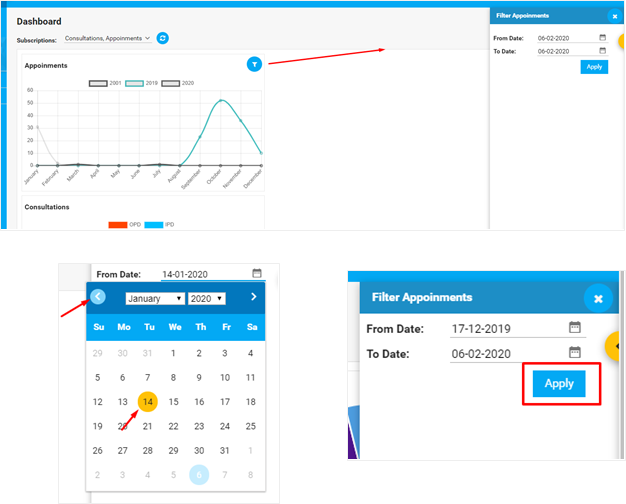 Dashboard
Subscriptions: Consultations, Appoinments
Appoinments
2001 2019 2020
60
50
40
30
20
10
0
January February March April May June July August September October November December
Consultations
OPD IPD
Filter Appoinments
From Date: 06-02-2020
To Date: 06-02-2020
Apply
From Date: 14-01-2020
January 2020
Su Mo Tu We Th Fr Sa
29 30 31 1 2 3 4
5 6 7 8 9 10 11
12 13 14 15 16 17 18
19 20 21 22 23 24 25
26 27 28 29 30 31 1
2 3 4 5 6 7 8
Filter Appoinments
From Date: 17-12-2019
To Date: 06-02-2020
Apply